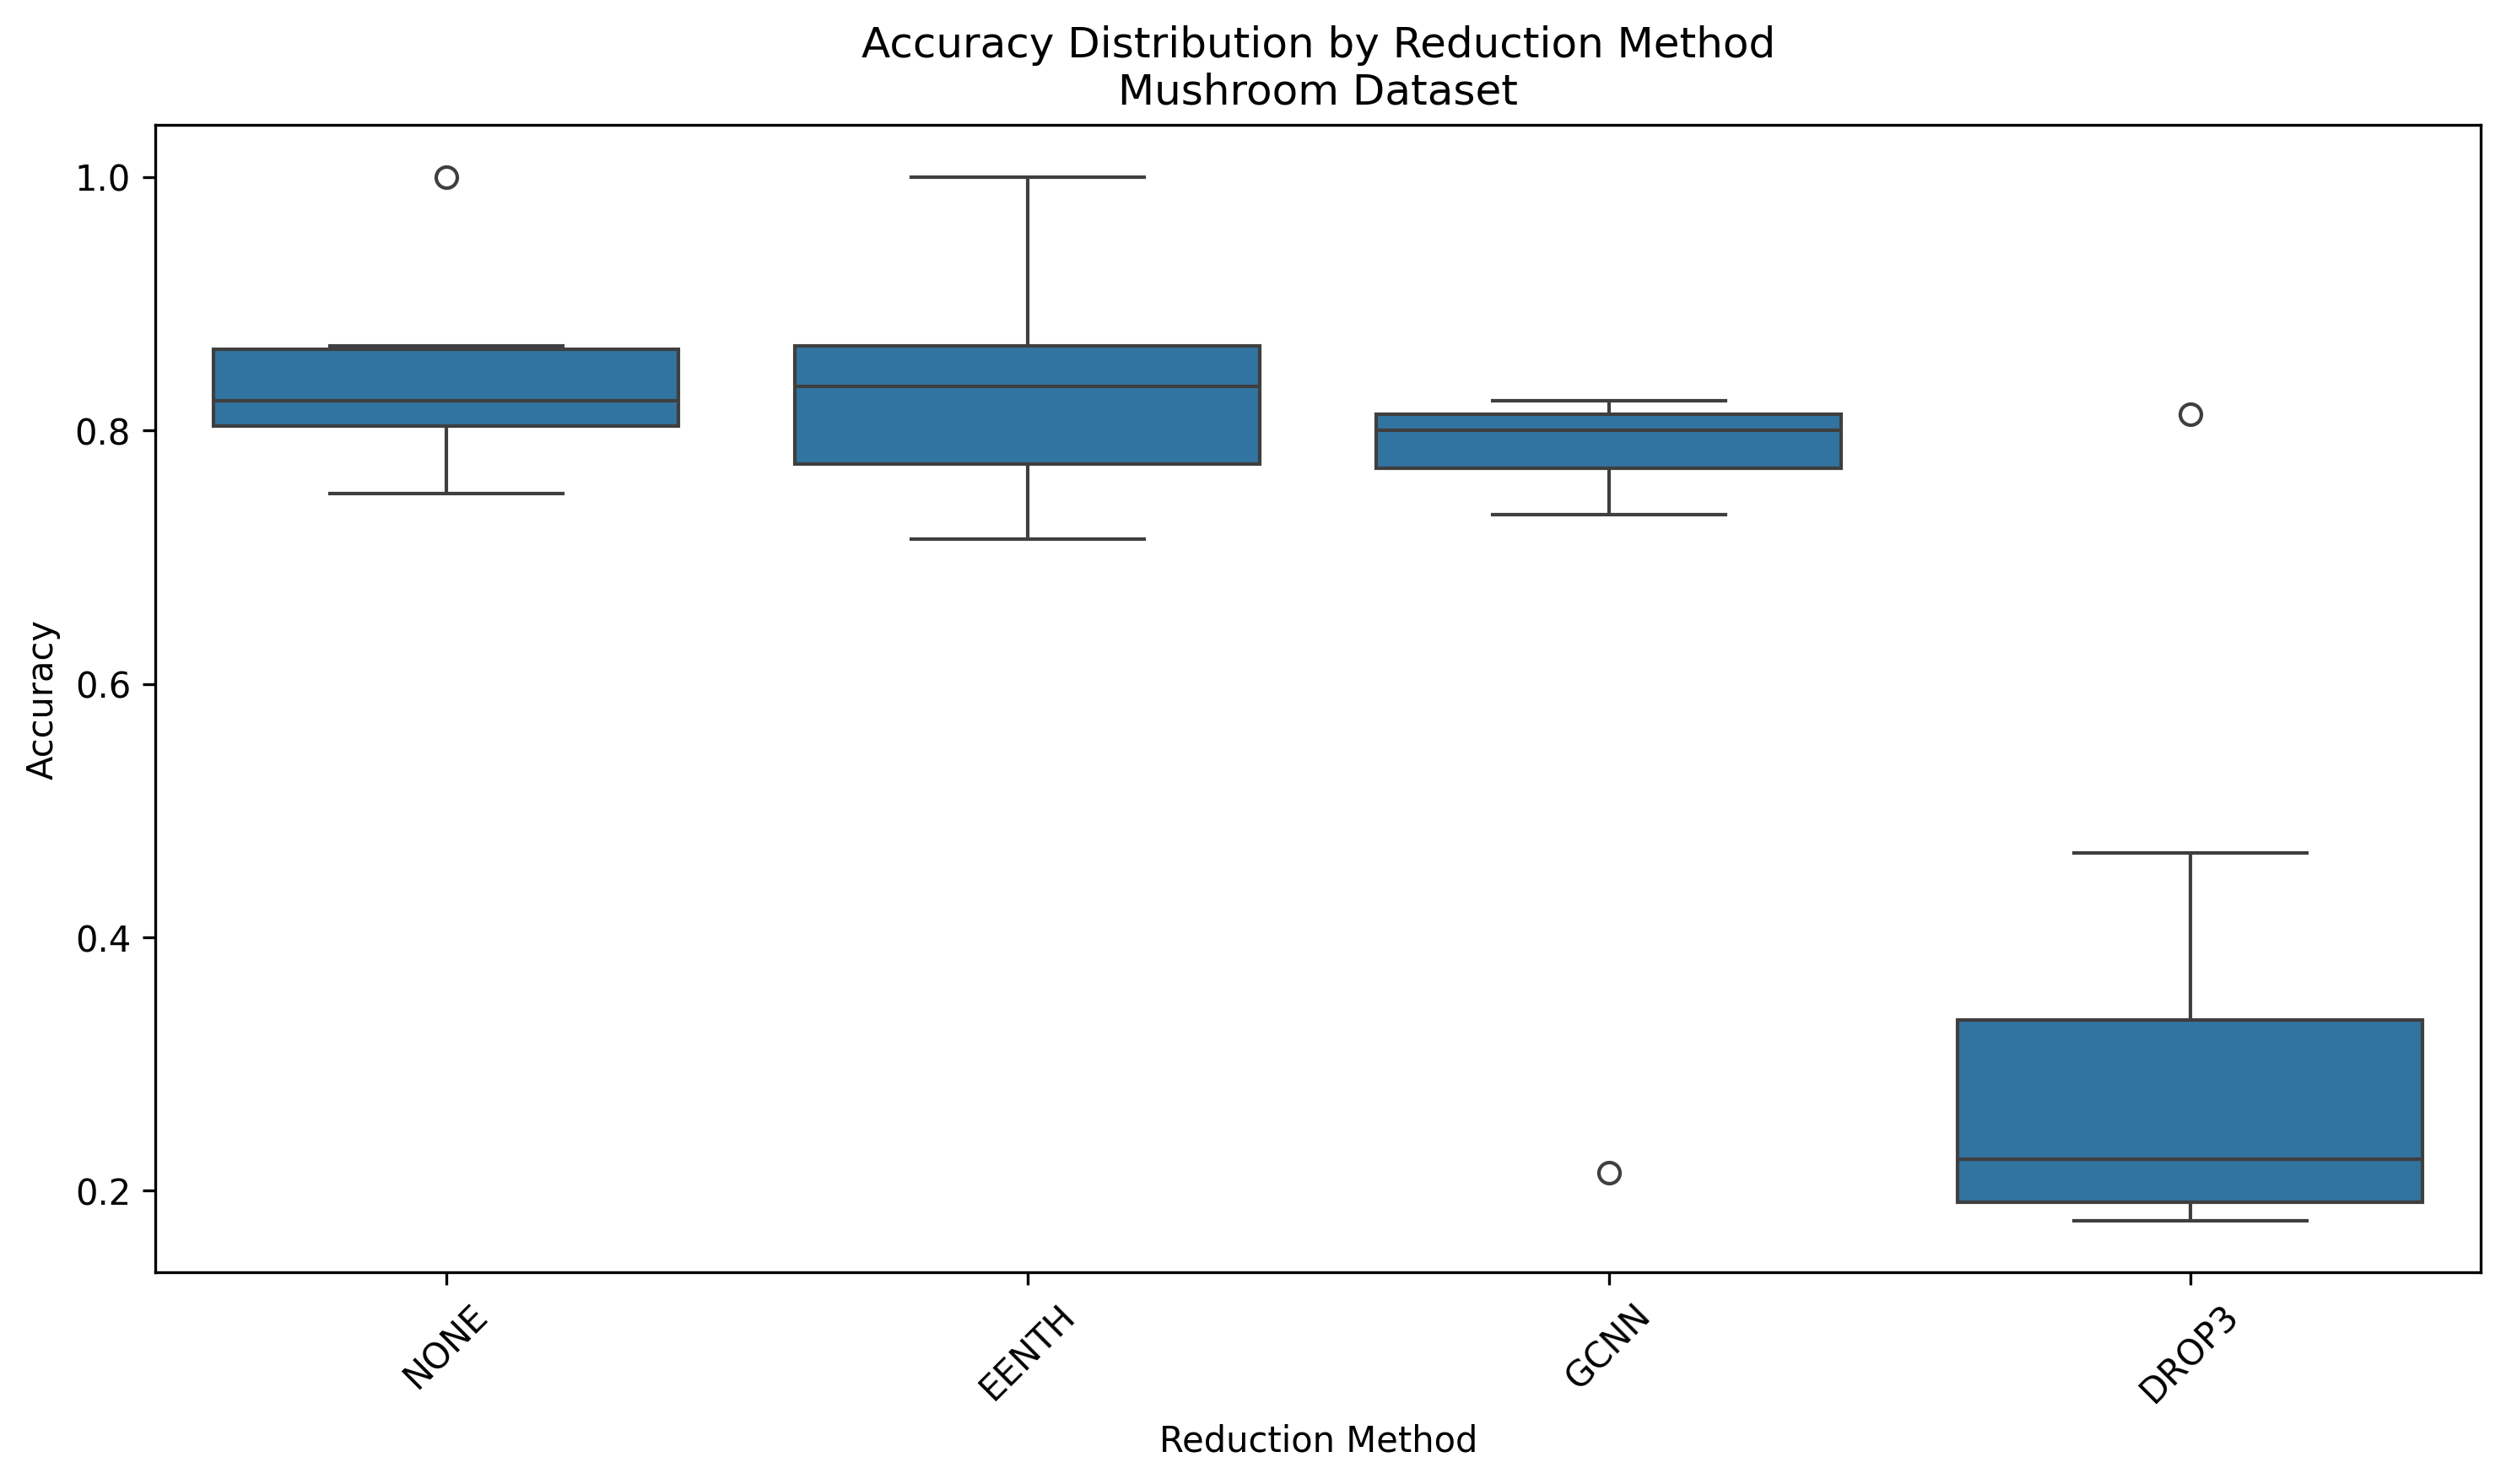 Accuracy Distribution by Reduction Method
Mushroom Dataset
1.0
0.8
0.6
0.4
0.2
Accuracy
NONE
EENTH
GCNN
DROP3
Reduction Method